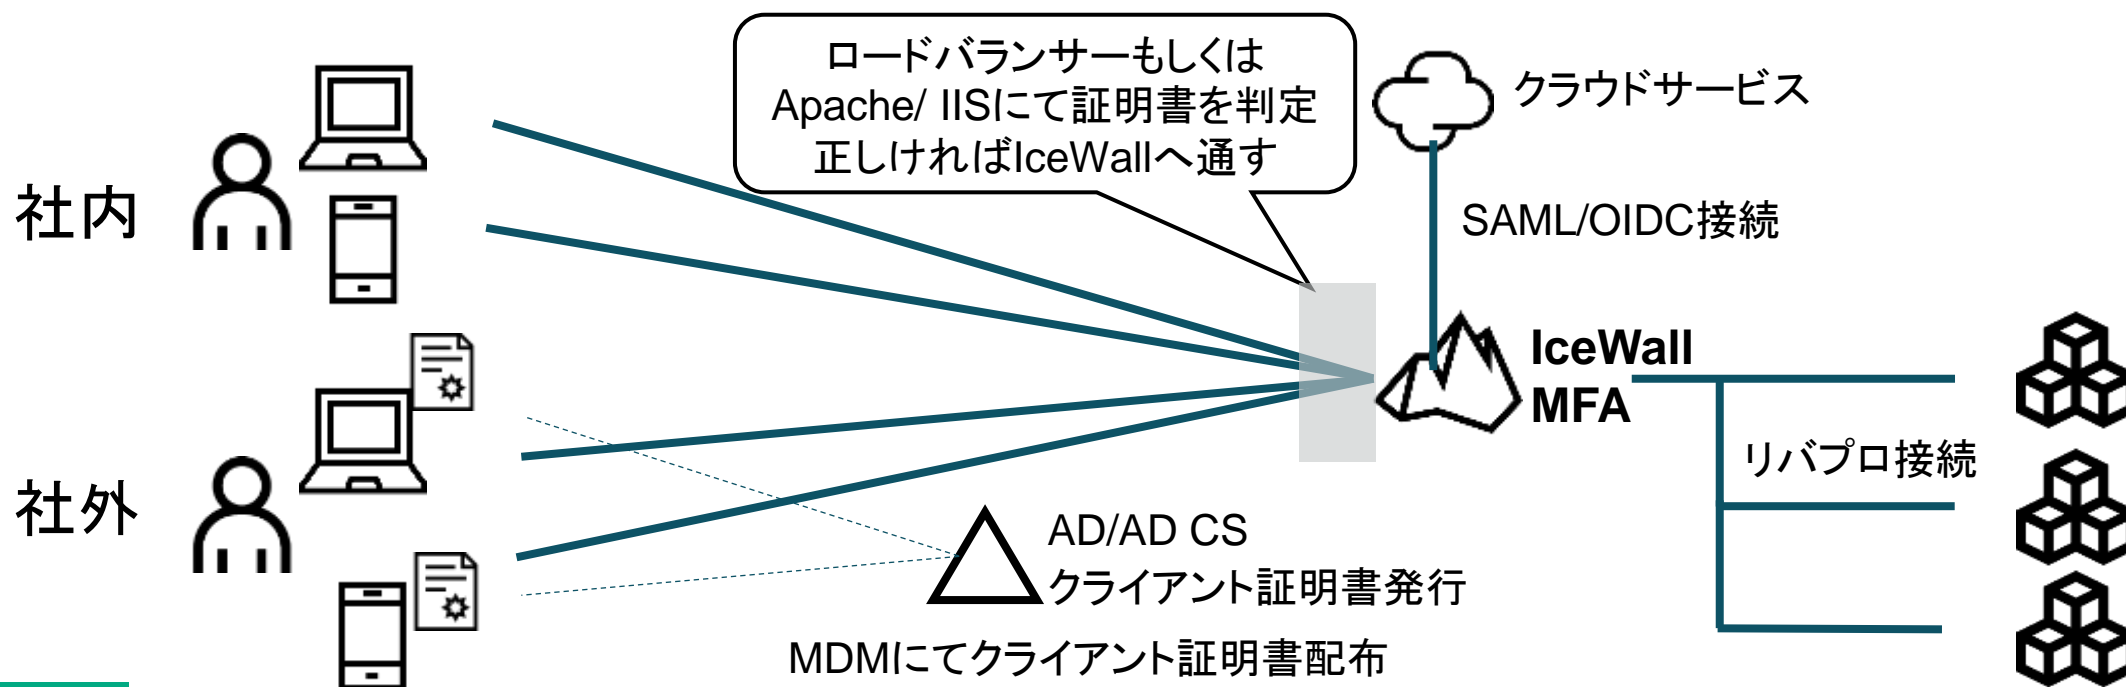 ロードバランサーもしくは
Apache/ IISにて証明書を判定
正しければIceWallへ通す
クラウドサービス
社内
SAML/OIDC接続
IceWall
MFA
リバプロ接続
社外
AD/AD CS
クライアント証明書発行
MDMにてクライアント証明書配布